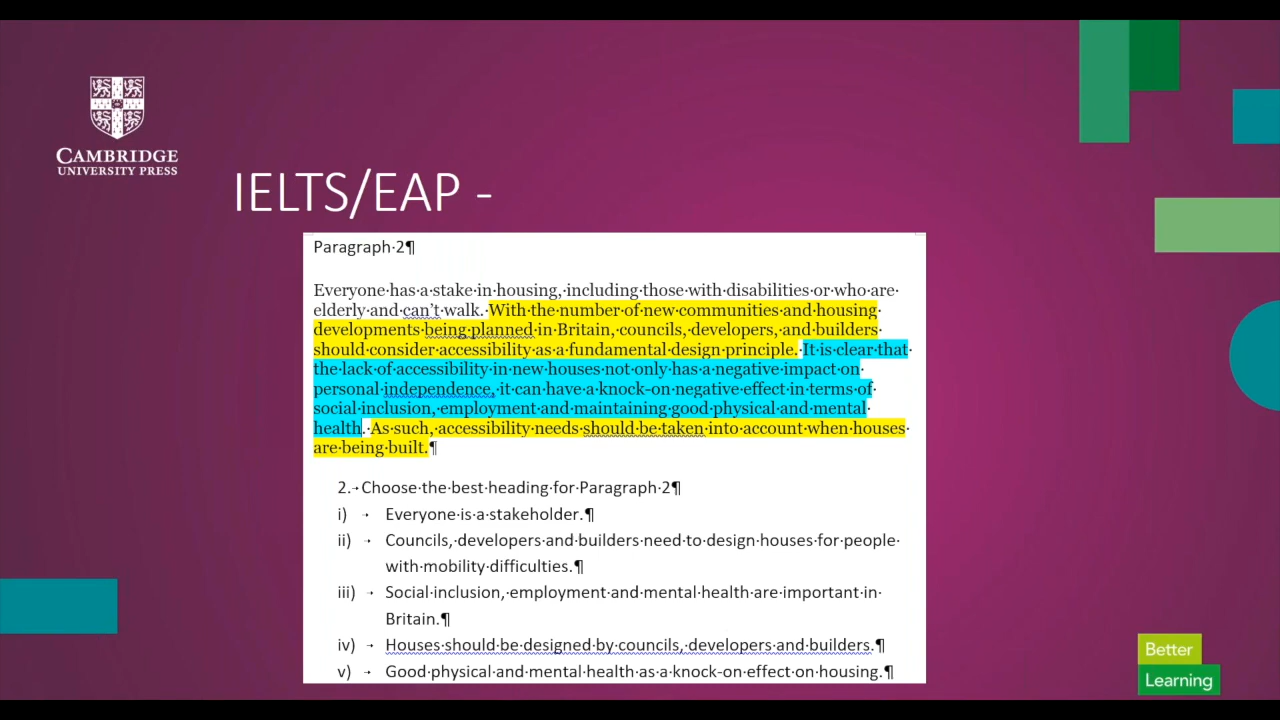 CAMBRIDGE
UNIVERSITY PRESS
IELTS/EAP -
Paragraph·2¶
Everyone·has·a·stake·in·housing,·including·those·with·disabilities·or·who·are·
elderly·and·can't·walk.·With·the·number·of·new·communities·and·housing·
developments·being·planned·in·Britain,·councils,·developers,·and·builders·
should·consider·accessibility·as·a·fundamental·design·principle.·It·is·clear·that·
the·lack·of·accessibility·in·new·houses·not·only·has·a·negative·impact·on·
personal·independence,·it·can·have·a·knock-on·negative·effect·in·terms·of·
social·inclusion,·employment·and·maintaining·good·physical·and·mental·
health.·As·such,·accessibility·needs·should·be·taken·into·account·when·houses·
are·being·built.¶
2.→Choose·the·best·heading·for·Paragraph·2¶
i) → Everyone·is·a·stakeholder.¶
ii) → Councils,·developers·and·builders·need·to·design·houses·for·people·
with·mobility·difficulties.¶
iii) → Social·inclusion,·employment·and·mental·health·are·important·in·
Britain.¶
iv) → Houses·should·be·designed·by·councils,·developers·and·builders.¶
v) → Good·physical·and·mental·health·as·a·knock-on·effect·on·housing.¶
Better
Learning